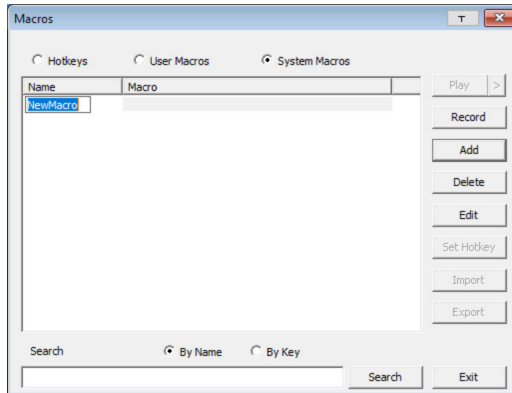 Macros
Hotkeys User Macros System Macros
Name Macro Play >
NewMacro
Record
Add
Delete
Edit
Set Hotkey
Import
Export
Search By Name By Key
Search Exit